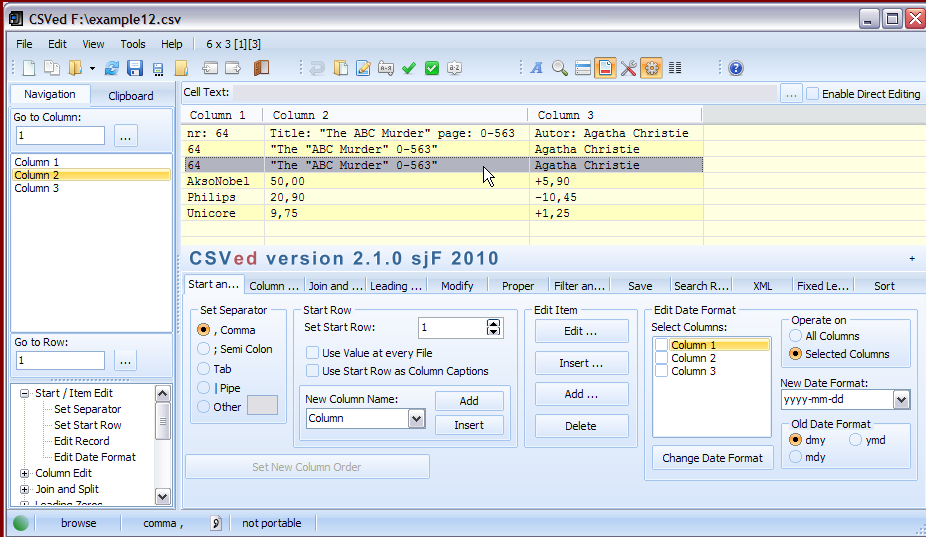 CSVed F:\example12.csv
File Edit View Tools Help 6 x 3 [1][3]
Navigation Clipboard
Cell Text: ... Enable Direct Editing
Go to Column:
1 ...
Column 1
Column 2
Column 3
Column 1 Column 2 Column 3
nr: 64 Title: "The ABC Murder" page: 0-563 Autor: Agatha Christie
64 "The "ABC Murder" 0-563" Agatha Christie
64 "The "ABC Murder" 0-563" Agatha Christie
AksoNobel 50,00 +5,90
Philips 20,90 -10,45
Unicore 9,75 +1,25
CSVed version 2.1.0 sjF 2010 +
Start an... Column ... Join and ... Leading ... Modify Proper Filter an... Save Search R... XML Fixed Le... Sort
Go to Row:
1 ...
Start / Item Edit
Set Separator
Set Start Row
Edit Record
Edit Date Format
Column Edit
Join and Split
Leading Zeros
Set Separator
, Comma
; Semi Colon
Tab
| Pipe
Other
Start Row
Set Start Row: 1
Use Value at every File
Use Start Row as Column Captions
New Column Name:
Column
Add
Insert
Set New Column Order
Edit Item
Edit ...
Insert ...
Add ...
Delete
Edit Date Format
Select Columns:
Column 1
Column 2
Column 3
Change Date Format
Operate on
All Columns
Selected Columns
New Date Format:
yyyy-mm-dd
Old Date Format
dmy ymd
mdy
browse comma , not portable